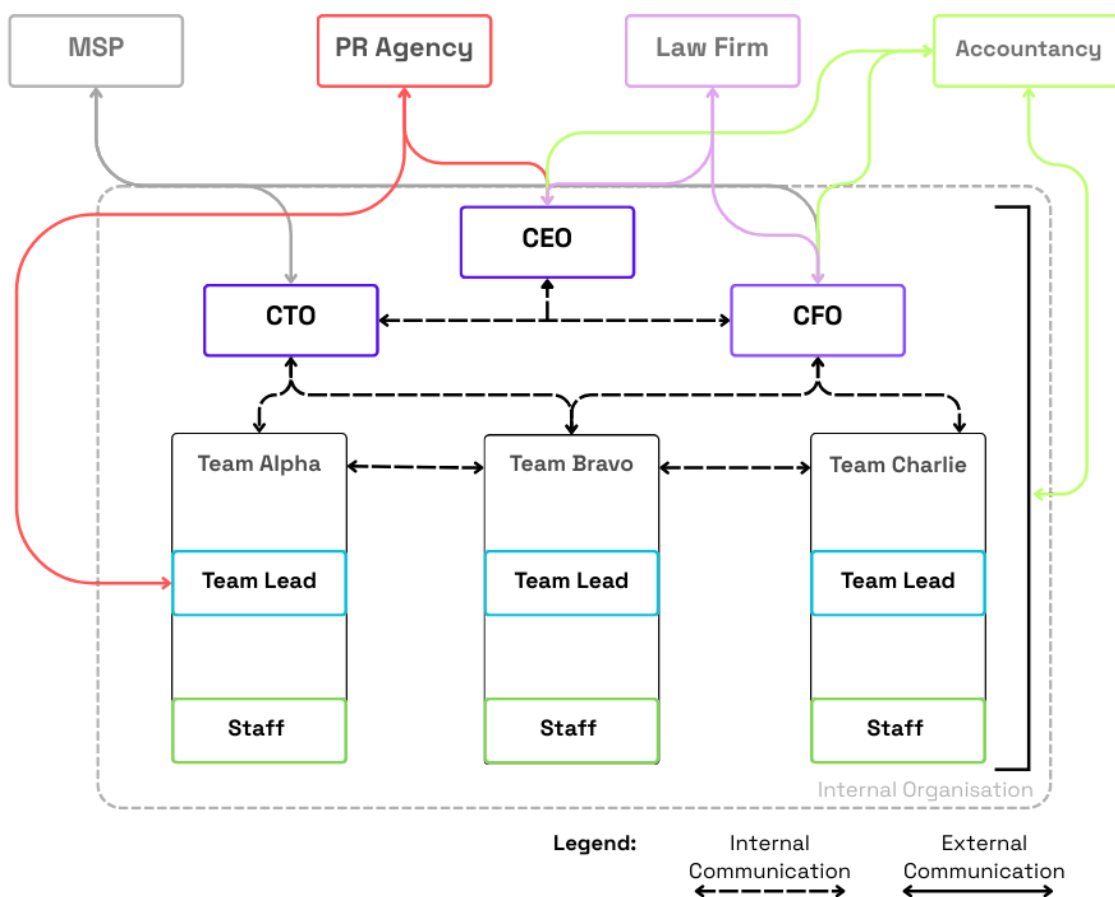 MSP
PR Agency
Law Firm
Accountancy
CEO
CTO
CFO
Team Alpha
Team Bravo
Team Charlie
Team Lead
Team Lead
Team Lead
Staff
Staff
Staff
Internal Organisation
Legend:
Internal
Communication
External
Communication